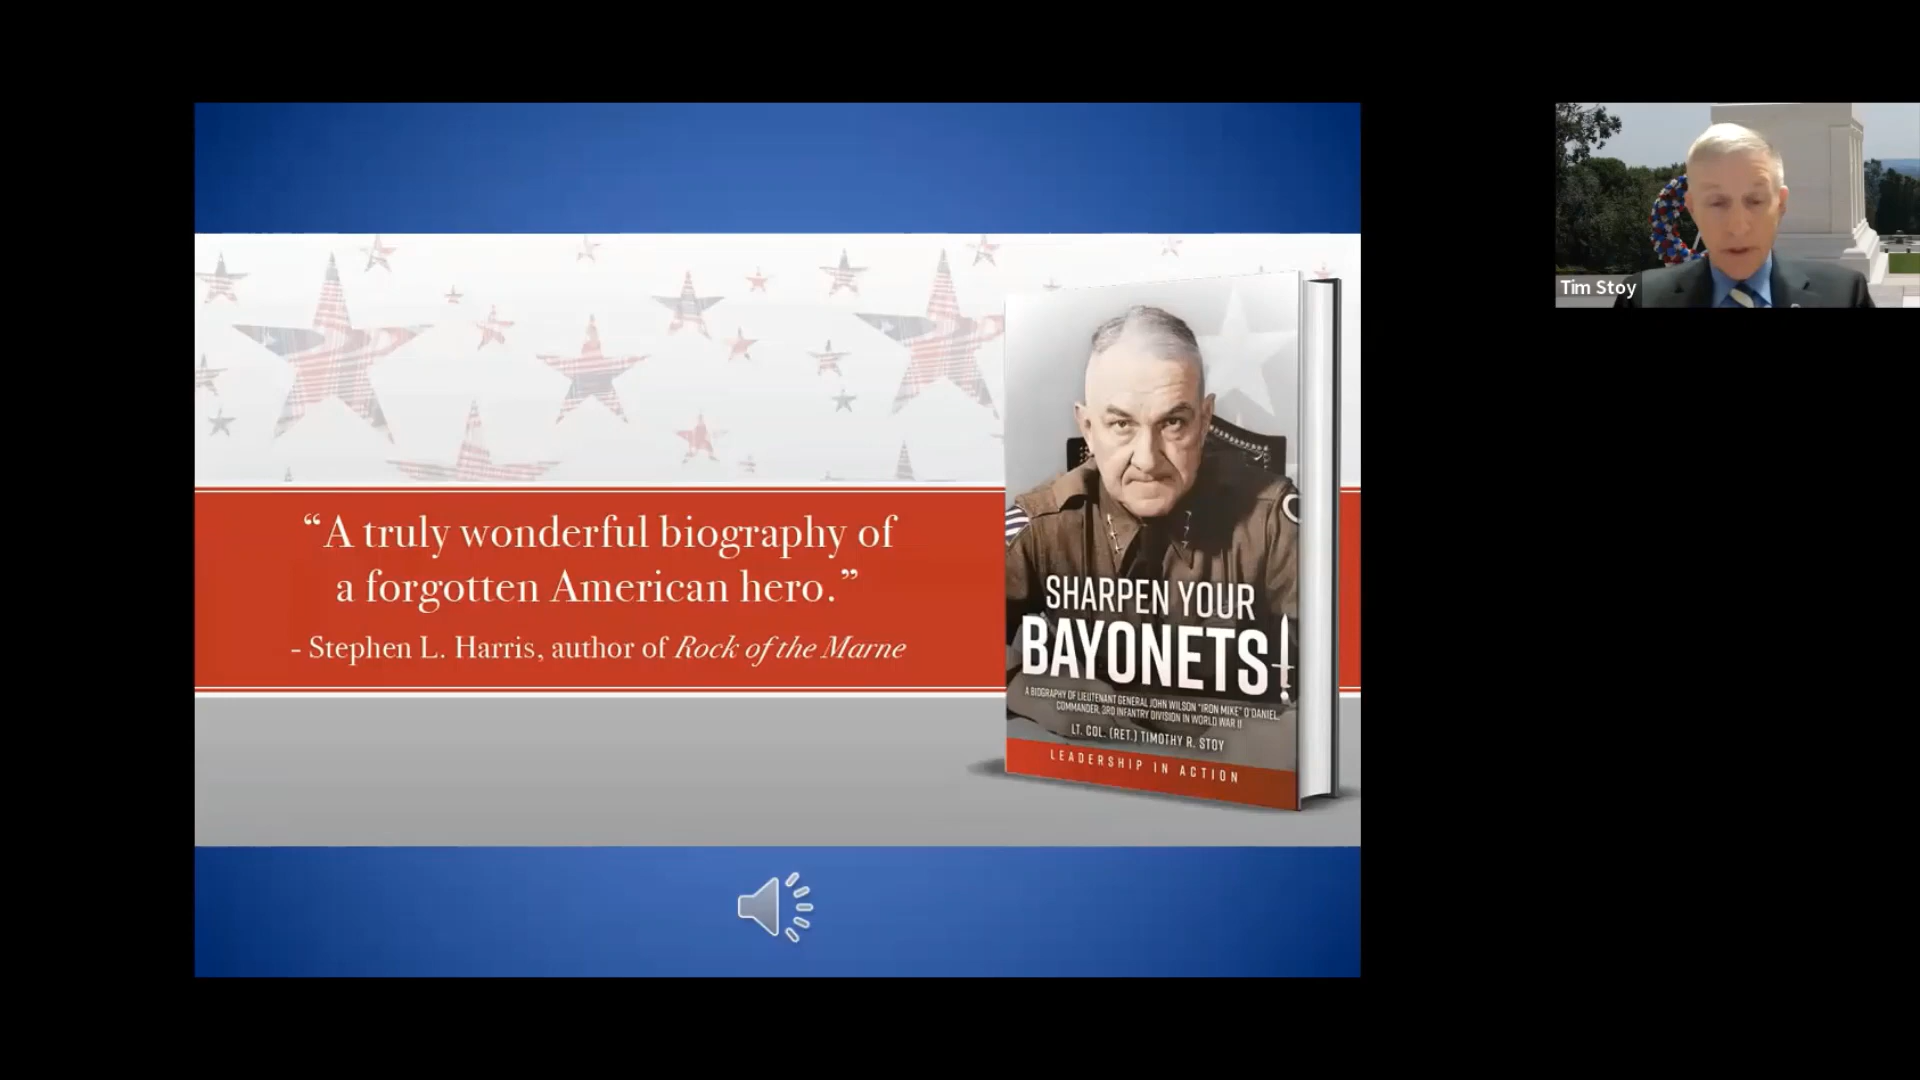 “A truly wonderful biography of
a forgotten American hero.”
- Stephen L. Harris, author of Rock of the Marne
SHARPEN YOUR
BAYONETS!
A BIOGRAPHY OF LIEUTENANT GENERAL JOHN WILSON "IRON MIKE" O'DANIEL,
COMMANDER, 3RD INFANTRY DIVISION IN WORLD WAR II
LT. COL. (RET.) TIMOTHY R. STOY
LEADERSHIP IN ACTION
Tim Stoy